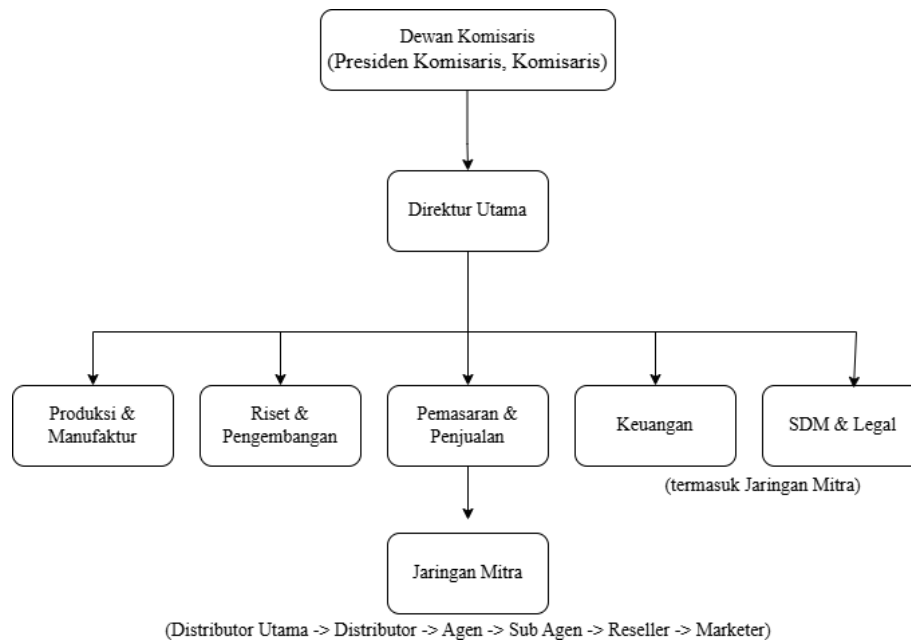 Dewan Komisaris
(Presiden Komisaris, Komisaris)
Direktur Utama
Produksi &
Manufaktur
Riset &
Pengembangan
Pemasaran &
Penjualan
Keuangan
SDM & Legal
(termasuk Jaringan Mitra)
Jaringan Mitra
(Distributor Utama -> Distributor -> Agen -> Sub Agen -> Reseller -> Marketer)